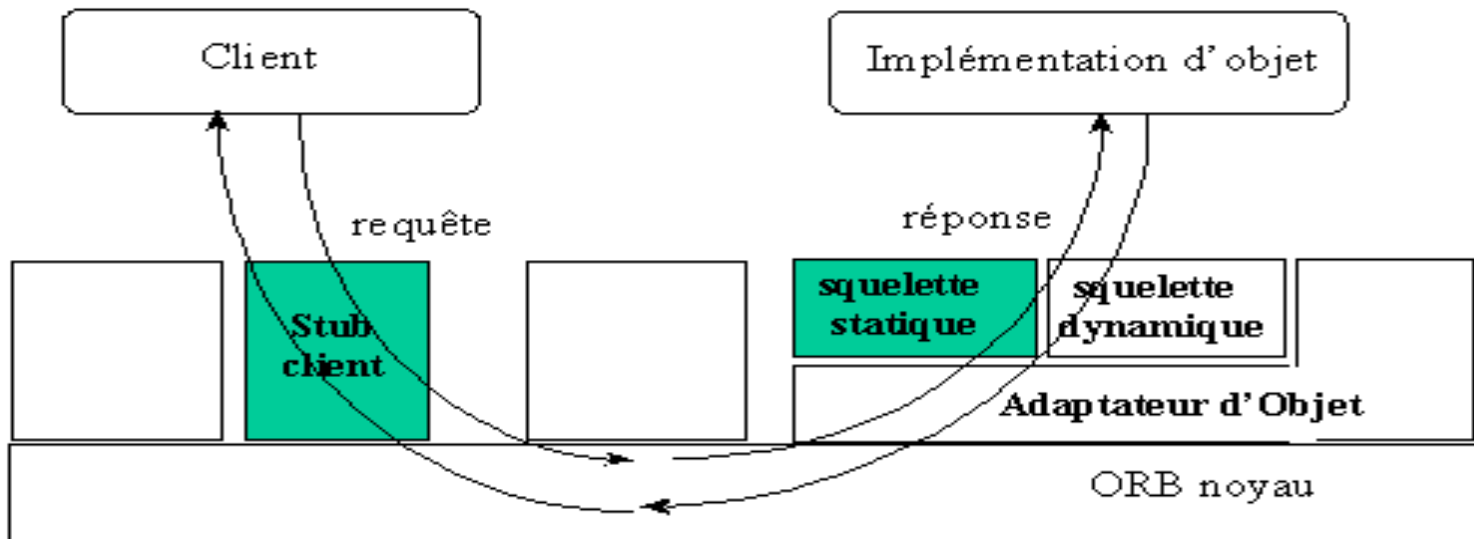 Client
Implémentation d'objet
requête
réponse
Stub
client
squelette
statique
squelette
dynamique
Adaptateur d'Objet
ORB noyau